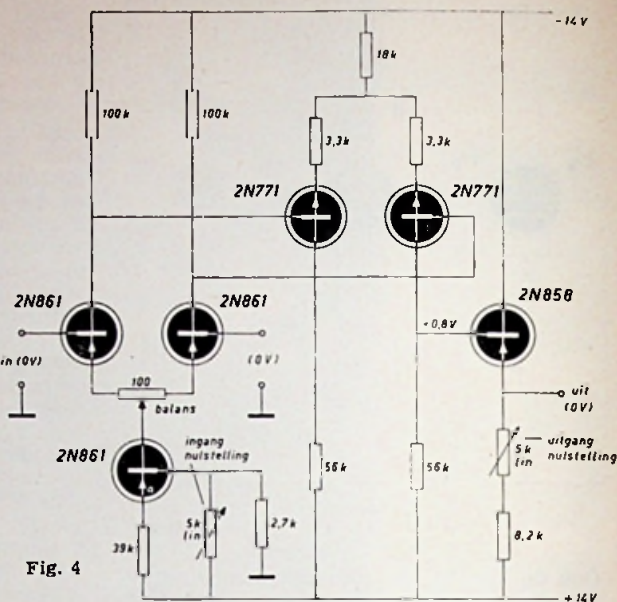 -14V
18k
100k
100k
3,3k
3,3k
2N771
2N771
2N861
2N861
2N858
+0,8V
in (0V)
(0V)
100
balans
uit
(0V)
2N861
ingang
nulstelling
5k
lin
uitgang
nulstelling
5k
lin
56k
56k
2,7k
39k
8,2k
Fig. 4
+14V